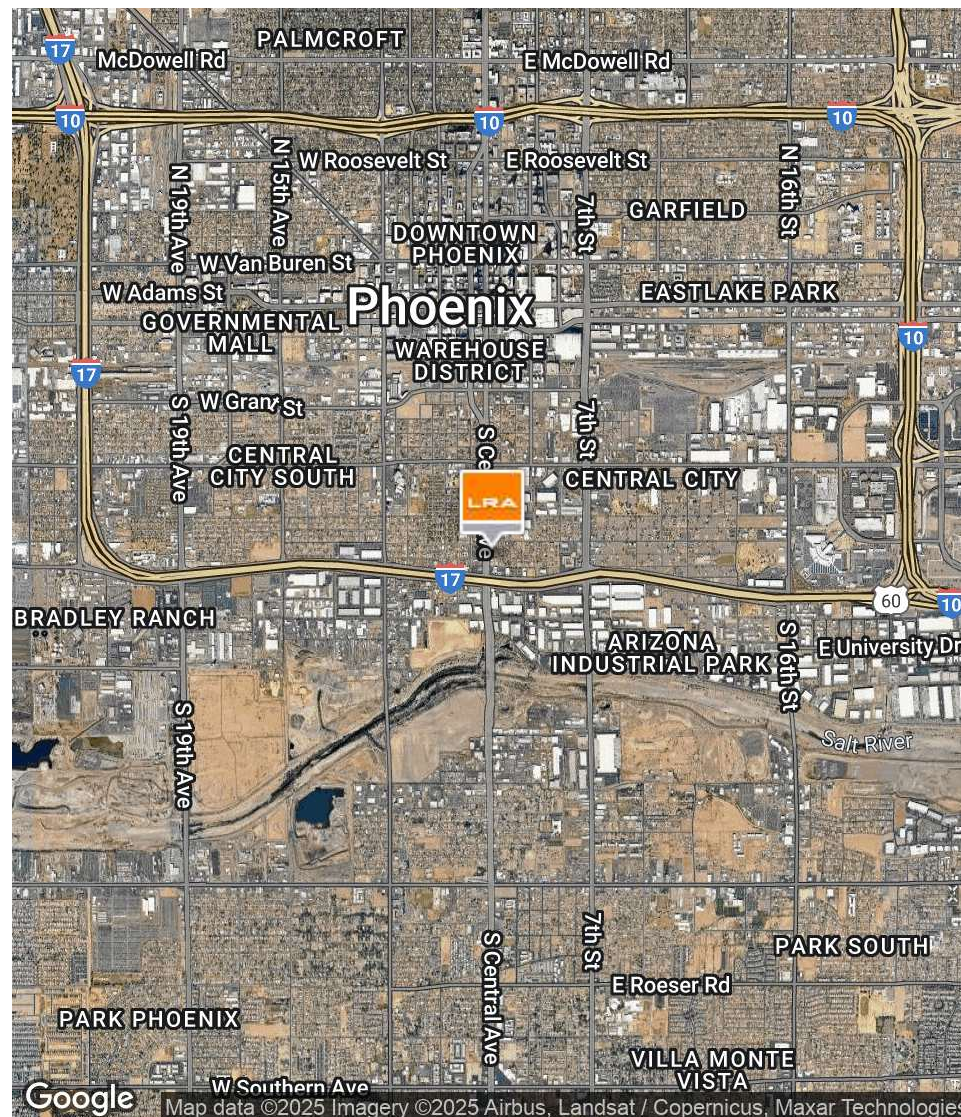 PALMCROFT
17
McDowell Rd
E McDowell Rd
10
10
10
N 15th Ave
W Roosevelt St
E Roosevelt St
N 16th St
N 19th Ave
7th St
GARFIELD
DOWNTOWN
PHOENIX
W Van Buren St
W Adams St
EASTLAKE PARK
Phoenix
GOVERNMENTAL
MALL
10
WAREHOUSE
DISTRICT
17
W Grant St
S 19th Ave
7th St
S Ce
CENTRAL
CITY SOUTH
CENTRAL CITY
LRA
ve
17
60
10
BRADLEY RANCH
ARIZONA
INDUSTRIAL PARK
S 16th St
E University Dr
S 19th Ave
Salt River
7th St
S Central Ave
PARK SOUTH
E Roeser Rd
PARK PHOENIX
VILLA MONTE
VISTA
W Southern Ave
Google
Map data ©2025 Imagery ©2025 Airbus, Landsat / Copernicus, Maxar Technologies